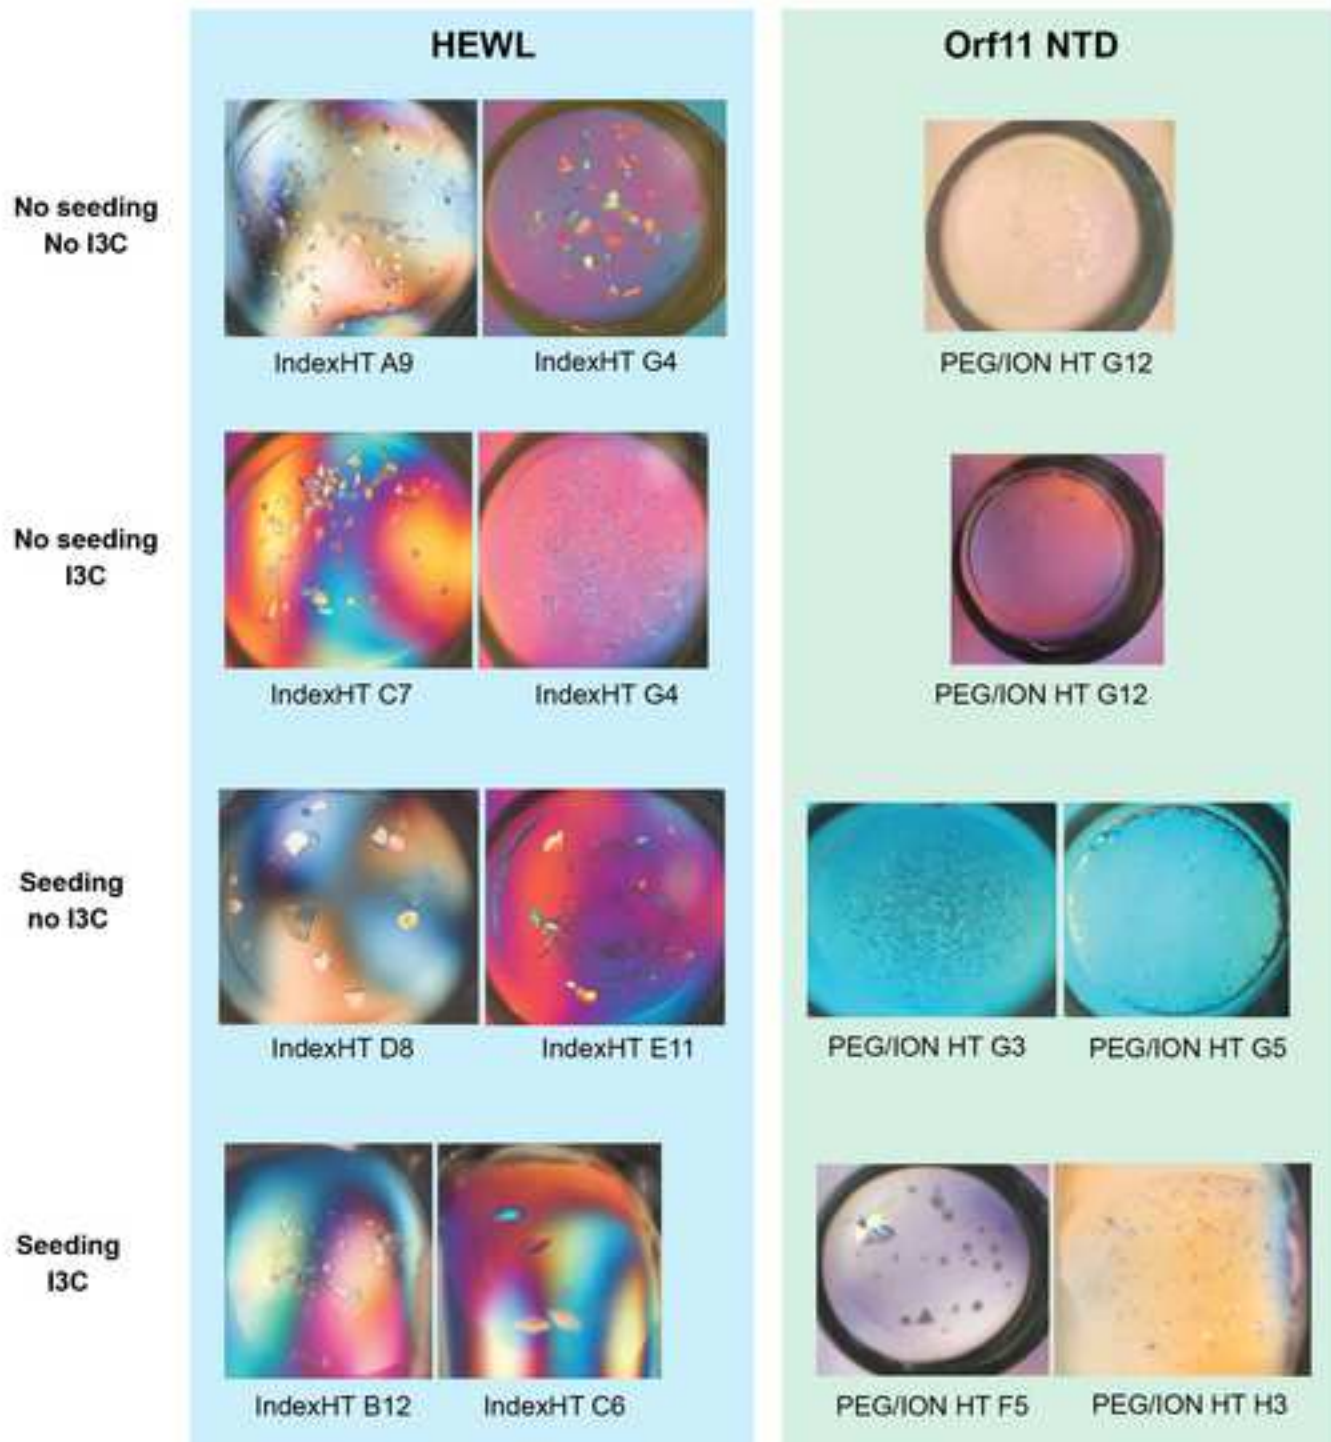 HEWL
Orf11 NTD
No seeding
No I3C
IndexHT A9
IndexHT G4
PEG/ION HT G12
No seeding
I3C
IndexHT C7
IndexHT G4
PEG/ION HT G12
Seeding
no I3C
IndexHT D8
IndexHT E11
PEG/ION HT G3
PEG/ION HT G5
Seeding
I3C
IndexHT B12
IndexHT C6
PEG/ION HT F5
PEG/ION HT H3